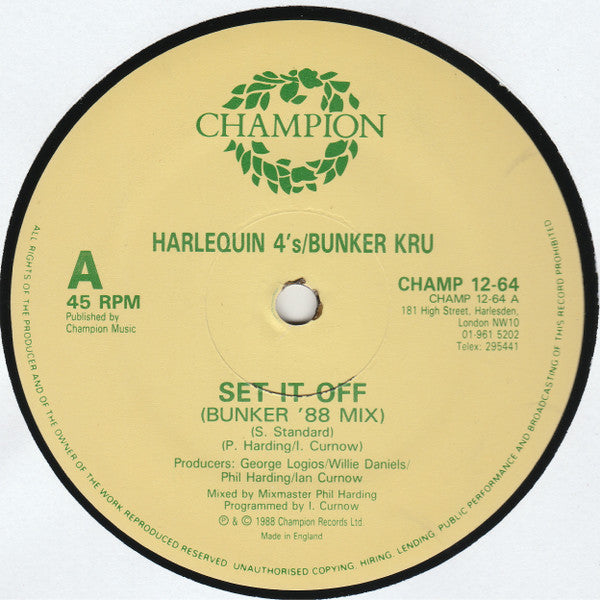 CHAMPION
HARLEQUIN 4's/BUNKER KRU
A
45 RPM
Published by
Champion Music
CHAMP 12-64
CHAMP 12-64 A
181 High Street, Harlesden,
London NW10
01-961 5202
Telex: 295441
SET IT OFF
(BUNKER '88 MIX)
(S. Standard)
(P. Harding/I. Curnow)
Producers: George Logios/Willie Daniels/
Phil Harding/Ian Curnow
Mixed by Mixmaster Phil Harding
Programmed by I. Curnow
℗ & © 1988 Champion Records Ltd.
Made in England
ALL RIGHTS OF THE PRODUCER AND OF THE OWNER OF THE WORK REPRODUCED RESERVED. UNAUTHORISED COPYING, HIRING, LENDING, PUBLIC PERFORMANCE AND BROADCASTING OF THIS RECORD PROHIBITED